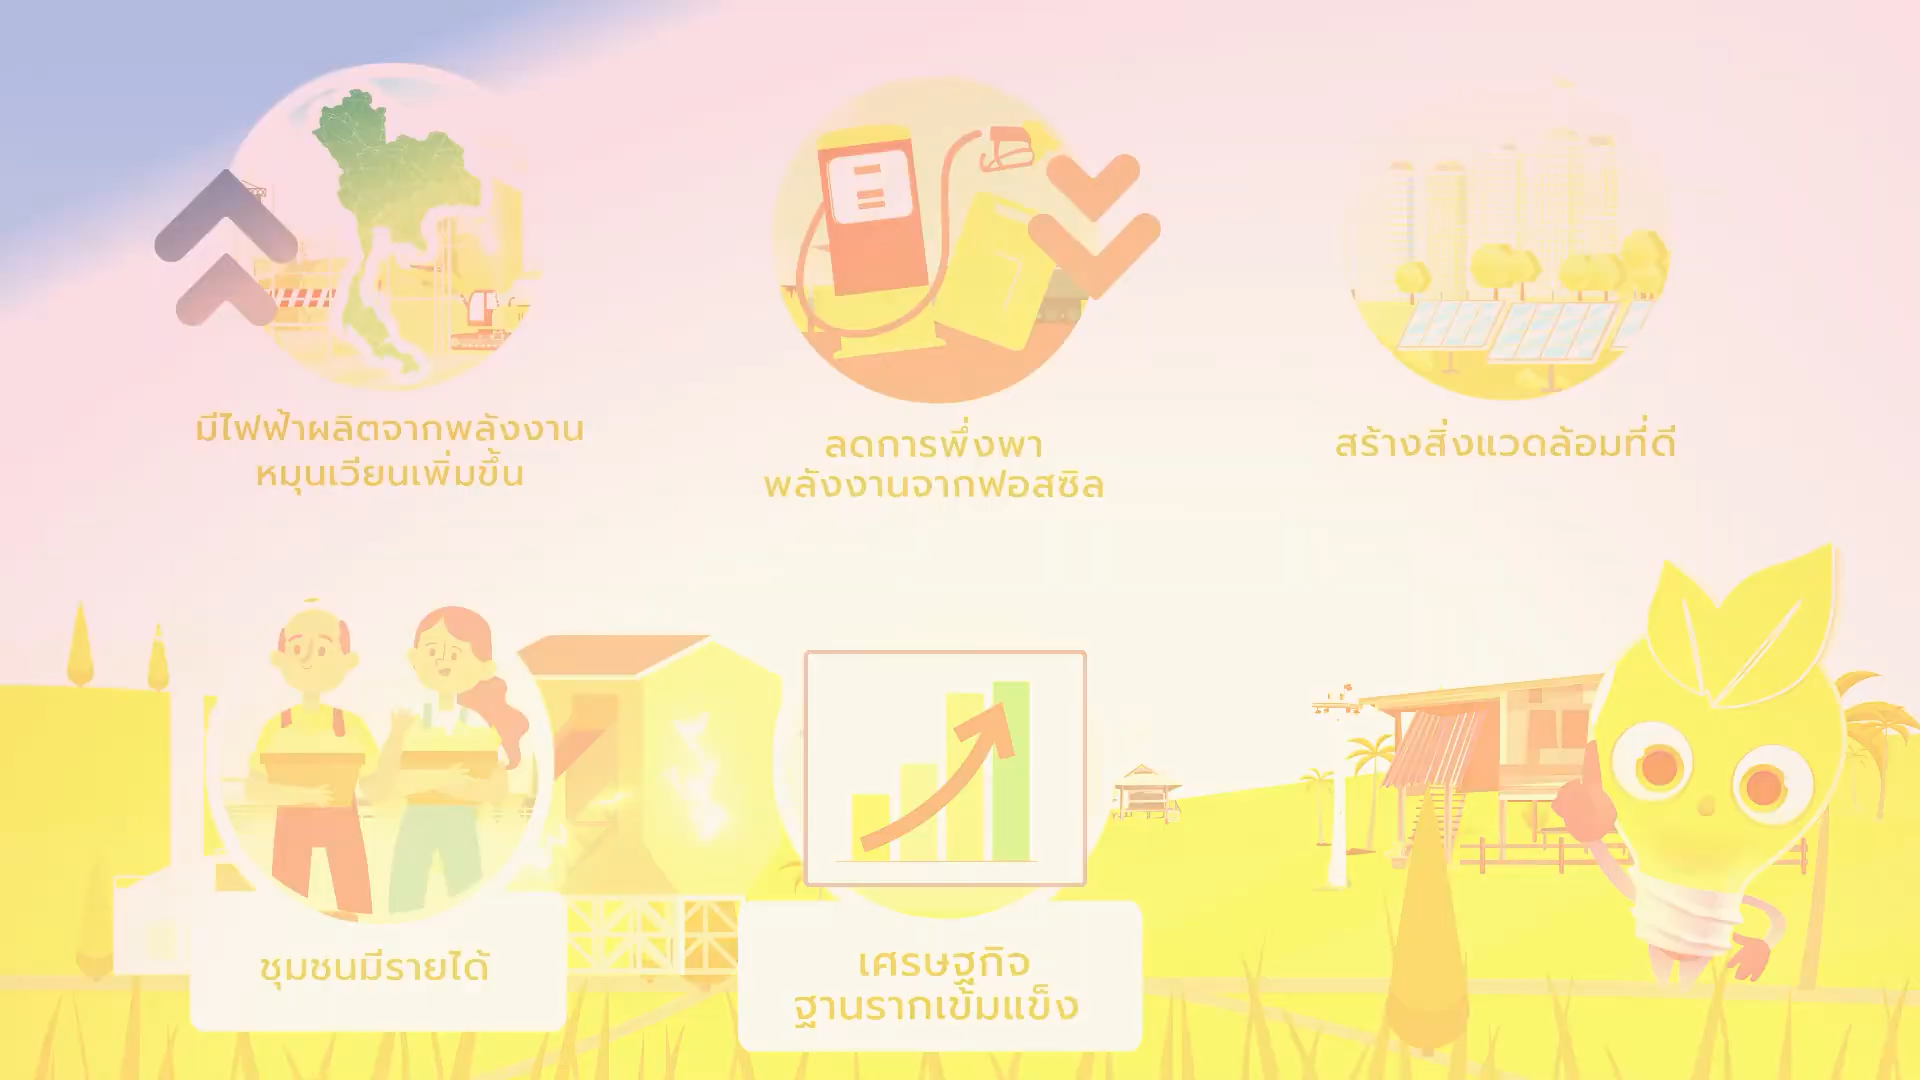 มีไฟฟ้าผลิตจากพลังงาน
หมุนเวียนเพิ่มขึ้น
ลดการพึ่งพา
พลังงานจากฟอสซิล
สร้างสิ่งแวดล้อมที่ดี
ชุมชนมีรายได้
เศรษฐกิจ
ฐานรากเข้มแข็ง